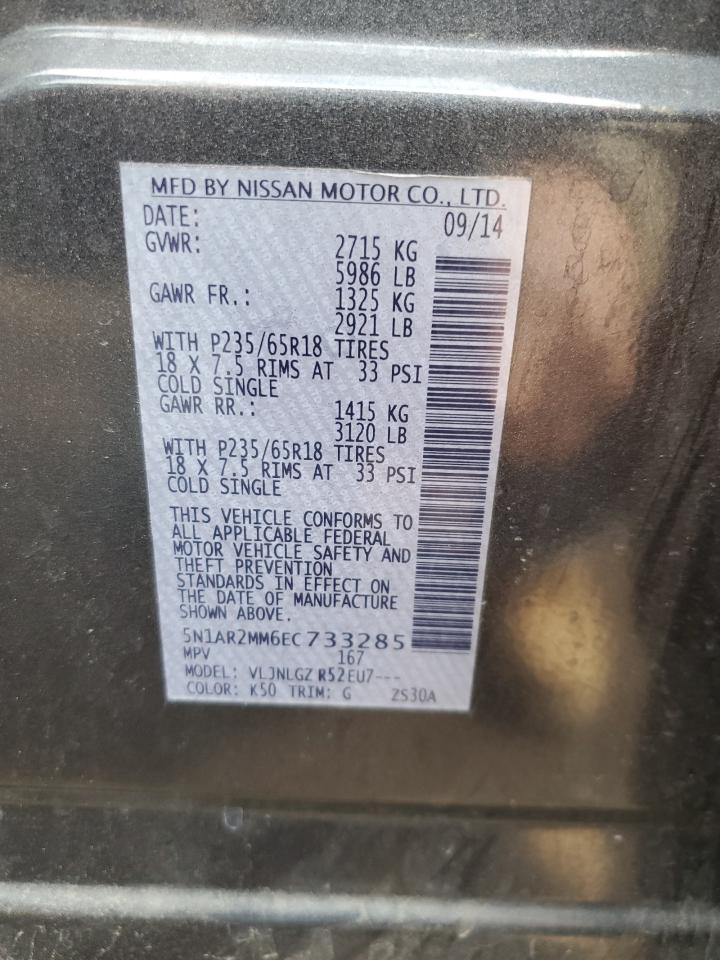 MFD BY NISSAN MOTOR CO., LTD.
DATE: 09/14
GVWR: 2715 KG
5986 LB
GAWR FR.: 1325 KG
2921 LB
WITH P235/65R18 TIRES
18 X 7.5 RIMS AT 33 PSI
COLD SINGLE
GAWR RR.: 1415 KG
3120 LB
WITH P235/65R18 TIRES
18 X 7.5 RIMS AT 33 PSI
COLD SINGLE
THIS VEHICLE CONFORMS TO
ALL APPLICABLE FEDERAL
MOTOR VEHICLE SAFETY AND
THEFT PREVENTION
STANDARDS IN EFFECT ON
THE DATE OF MANUFACTURE
SHOWN ABOVE.
5N1AR2MM6EC733285
MPV 167
MODEL: VLJNLGZ R52EU7---
COLOR: K50 TRIM: G ZS30A